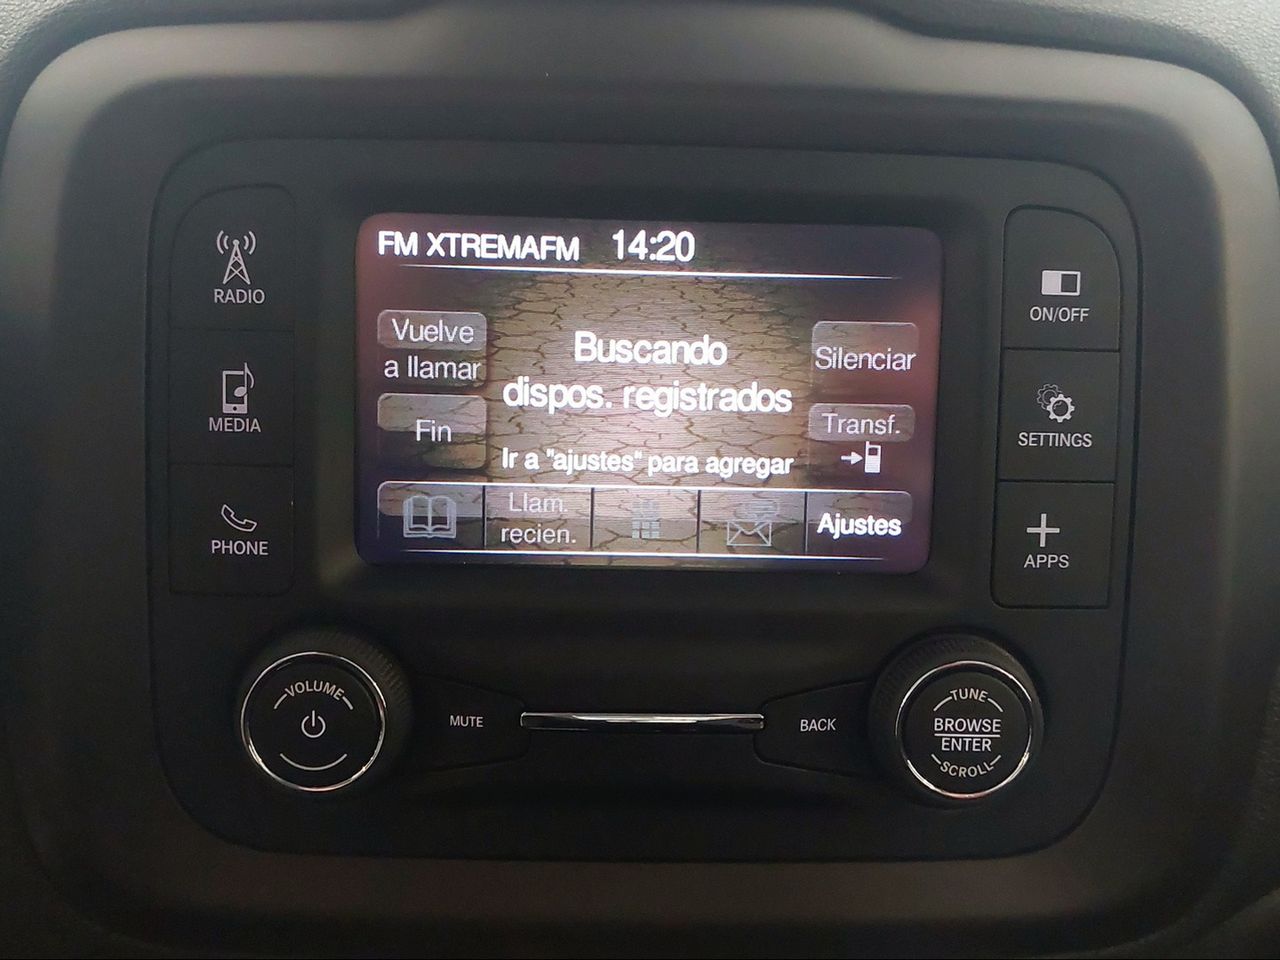 FM XTREMAFM 14:20
RADIO
MEDIA
PHONE
Vuelve
a llamar
Fin
Buscando
dispos. registrados
Ir a "ajustes" para agregar
Silenciar
Transf.
Llam.
recien.
Ajustes
ON/OFF
SETTINGS
APPS
VOLUME
MUTE
BACK
TUNE
BROWSE
ENTER
SCROLL